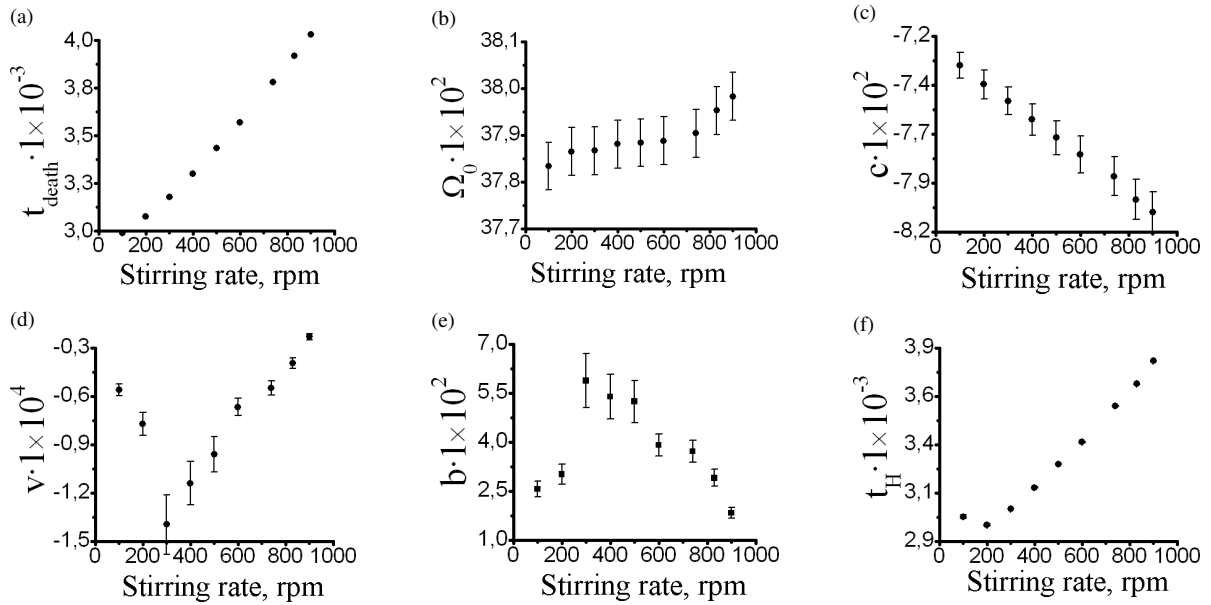 (a)
4,0
3,8
3,5
3,3
3,0
0 200 400 600 800 1000
t_death·1×10^-3
Stirring rate, rpm
(b)
38,1
38,0
37,9
37,8
37,7
0 200 400 600 800 1000
Ω_0·1×10^2
Stirring rate, rpm
(c)
-7,2
-7,4
-7,7
-7,9
-8,2
0 200 400 600 800 1000
c·1×10^2
Stirring rate, rpm
(d)
-0,3
-0,6
-0,9
-1,2
-1,5
0 200 400 600 800 1000
v·1×10^4
Stirring rate, rpm
(e)
7,0
5,5
4,0
2,5
1,0
0 200 400 600 800 1000
b·1×10^2
Stirring rate, rpm
(f)
3,9
3,6
3,4
3,1
2,9
0 200 400 600 800 1000
t_H·1×10^-3
Stirring rate, rpm